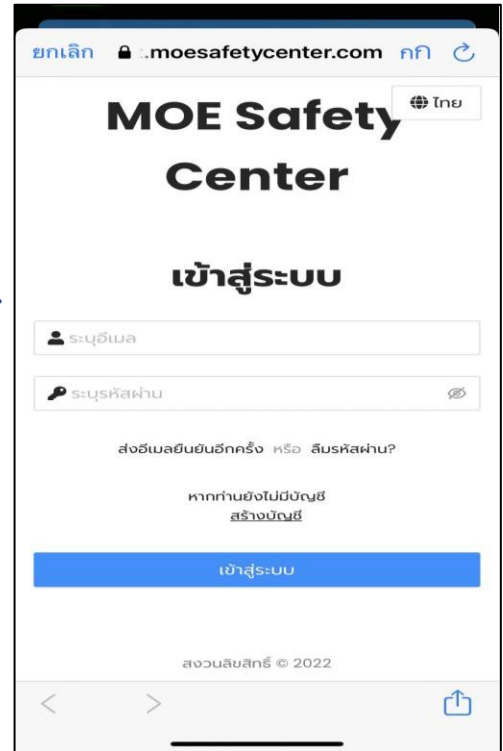 ยกเลิก :.moesafetycenter.com กก
ไทย
MOE Safety
Center
เข้าสู่ระบบ
ระบุอีเมล
ระบุรหัสผ่าน
ส่งอีเมลยืนยันอีกครั้ง หรือ ลืมรหัสผ่าน?
หากท่านยังไม่มีบัญชี
สร้างบัญชี
เข้าสู่ระบบ
สงวนลิขสิทธิ์ © 2022